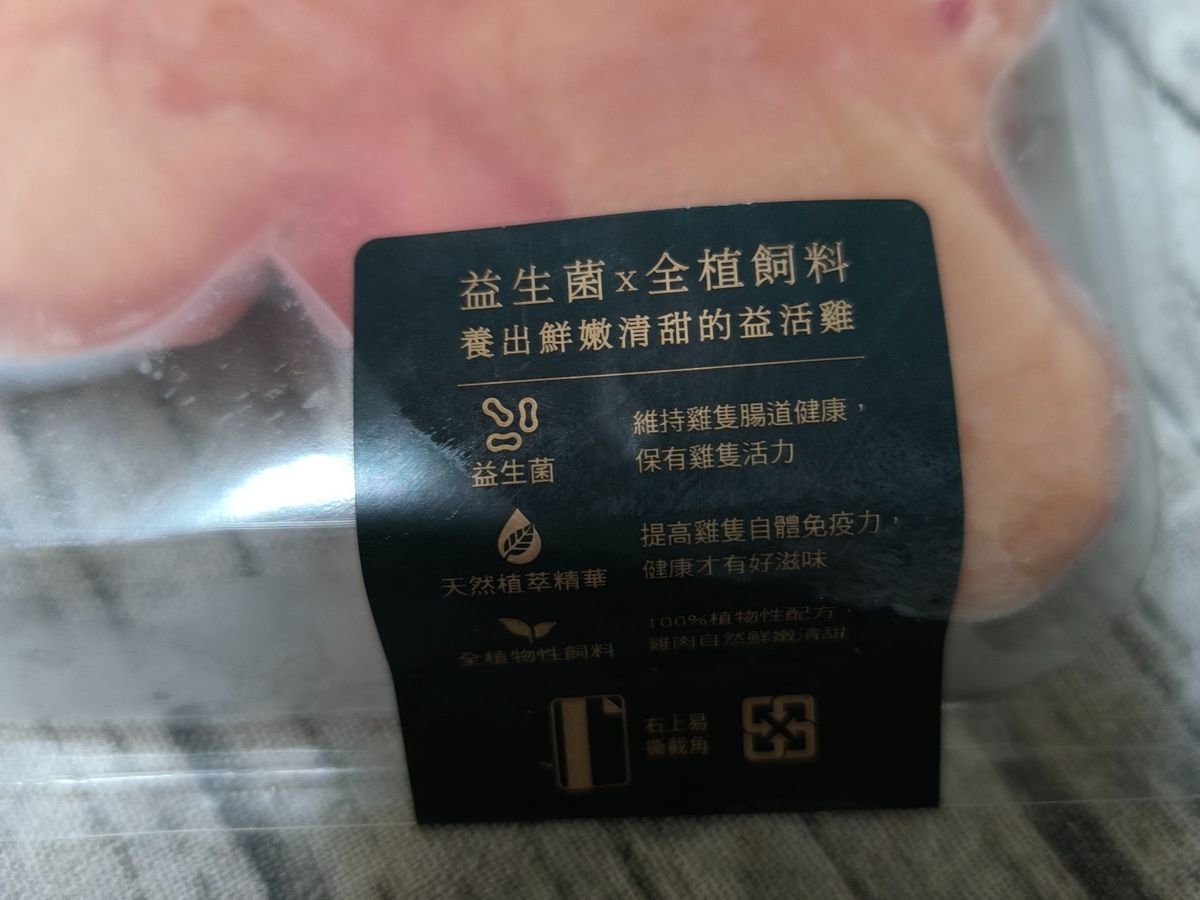 益生菌x全植飼料
養出鮮嫩清甜的益活雞
益生菌
維持雞隻腸道健康，
保有雞隻活力
天然植萃精華
提高雞隻自體免疫力，
健康才有好滋味
全植物性飼料
100%植物性配方，
雞肉自然鮮嫩清甜
右上易
撕截角